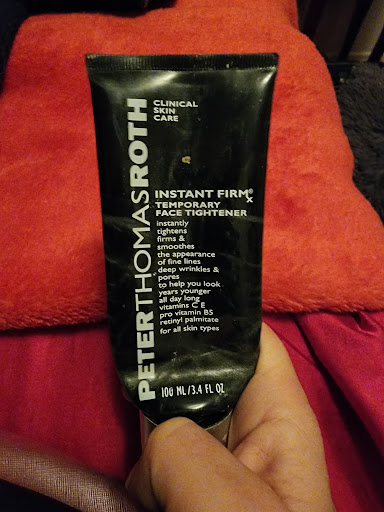 PETERTHOMASROTH
CLINICAL
SKIN
CARE
INSTANT FIRMx®
TEMPORARY
FACE TIGHTENER
instantly
tightens
firms &
smoothes
the appearance
of fine lines
deep wrinkles &
pores
to help you look
years younger
all day long
vitamins C E
pro vitamin B5
retinyl palmitate
for all skin types
100 ML/3.4 FL OZ